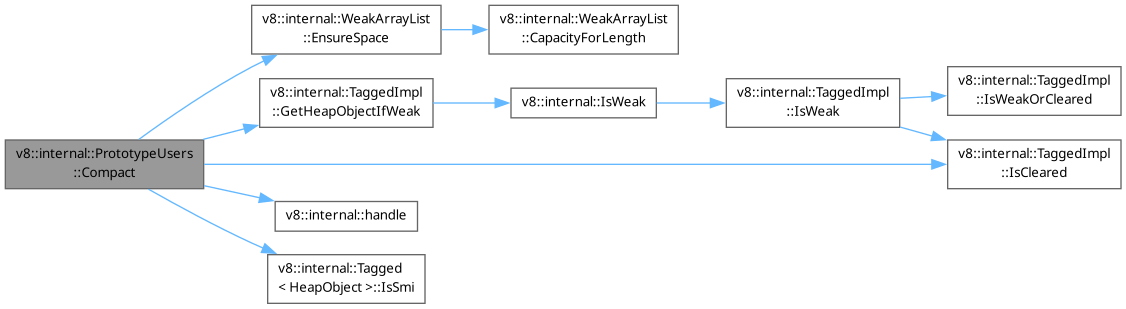 v8::internal::WeakArrayList
::EnsureSpace
v8::internal::WeakArrayList
::CapacityForLength
v8::internal::TaggedImpl
::GetHeapObjectIfWeak
v8::internal::IsWeak
v8::internal::TaggedImpl
::IsWeak
v8::internal::TaggedImpl
::IsWeakOrCleared
v8::internal::PrototypeUsers
::Compact
v8::internal::TaggedImpl
::IsCleared
v8::internal::handle
v8::internal::Tagged
< HeapObject >::IsSmi